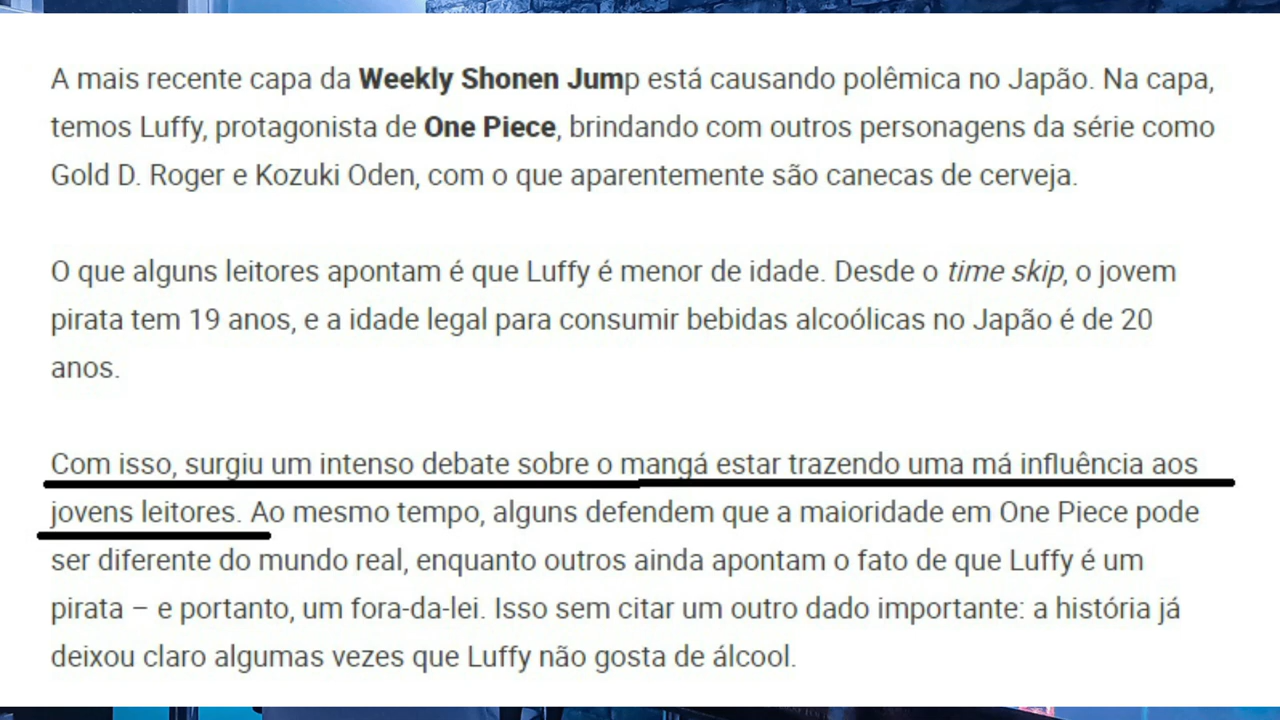 A mais recente capa da Weekly Shonen Jump está causando polêmica no Japão. Na capa,
temos Luffy, protagonista de One Piece, brindando com outros personagens da série como
Gold D. Roger e Kozuki Oden, com o que aparentemente são canecas de cerveja.
O que alguns leitores apontam é que Luffy é menor de idade. Desde o time skip, o jovem
pirata tem 19 anos, e a idade legal para consumir bebidas alcoólicas no Japão é de 20
anos.
Com isso, surgiu um intenso debate sobre o mangá estar trazendo uma má influência aos
jovens leitores. Ao mesmo tempo, alguns defendem que a maioridade em One Piece pode
ser diferente do mundo real, enquanto outros ainda apontam o fato de que Luffy é um
pirata – e portanto, um fora-da-lei. Isso sem citar um outro dado importante: a história já
deixou claro algumas vezes que Luffy não gosta de álcool.